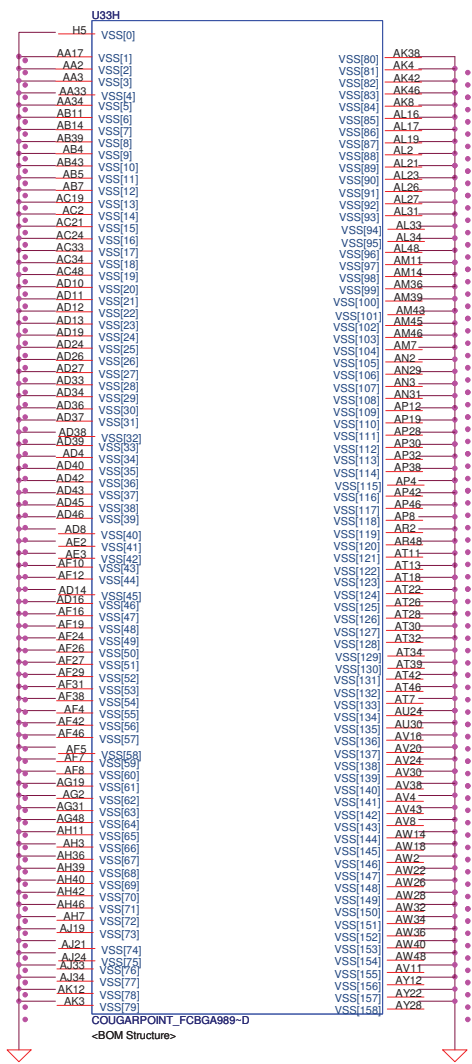 U33H
H5 VSS[0]
AA17 VSS[1]
AA2 VSS[2]
AA3 VSS[3]
AA33 VSS[4]
AA34 VSS[5]
AB11 VSS[6]
AB14 VSS[7]
AB39 VSS[8]
AB4 VSS[9]
AB43 VSS[10]
AB5 VSS[11]
AB7 VSS[12]
AC19 VSS[13]
AC2 VSS[14]
AC21 VSS[15]
AC24 VSS[16]
AC33 VSS[17]
AC34 VSS[18]
AC48 VSS[19]
AD10 VSS[20]
AD11 VSS[21]
AD12 VSS[22]
AD13 VSS[23]
AD19 VSS[24]
AD24 VSS[25]
AD26 VSS[26]
AD27 VSS[27]
AD33 VSS[28]
AD34 VSS[29]
AD36 VSS[30]
AD37 VSS[31]
AD38 VSS[32]
AD39 VSS[33]
AD4 VSS[34]
AD40 VSS[35]
AD42 VSS[36]
AD43 VSS[37]
AD45 VSS[38]
AD46 VSS[39]
AD8 VSS[40]
AE2 VSS[41]
AE3 VSS[42]
AF10 VSS[43]
AF12 VSS[44]
AD14 VSS[45]
AD16 VSS[46]
AF16 VSS[47]
AF19 VSS[48]
AF24 VSS[49]
AF26 VSS[50]
AF27 VSS[51]
AF29 VSS[52]
AF31 VSS[53]
AF38 VSS[54]
AF4 VSS[55]
AF42 VSS[56]
AF46 VSS[57]
AF5 VSS[58]
AF7 VSS[59]
AF8 VSS[60]
AG19 VSS[61]
AG2 VSS[62]
AG31 VSS[63]
AG48 VSS[64]
AH11 VSS[65]
AH3 VSS[66]
AH36 VSS[67]
AH39 VSS[68]
AH40 VSS[69]
AH42 VSS[70]
AH46 VSS[71]
AH7 VSS[72]
AJ19 VSS[73]
AJ21 VSS[74]
AJ24 VSS[75]
AJ33 VSS[76]
AJ34 VSS[77]
AK12 VSS[78]
AK3 VSS[79]
VSS[80] AK38
VSS[81] AK4
VSS[82] AK42
VSS[83] AK46
VSS[84] AK8
VSS[85] AL16
VSS[86] AL17
VSS[87] AL19
VSS[88] AL2
VSS[89] AL21
VSS[90] AL23
VSS[91] AL26
VSS[92] AL27
VSS[93] AL31
VSS[94] AL33
VSS[95] AL34
VSS[96] AL48
VSS[97] AM11
VSS[98] AM14
VSS[99] AM36
VSS[100] AM39
VSS[101] AM43
VSS[102] AM45
VSS[103] AM46
VSS[104] AM7
VSS[105] AN2
VSS[106] AN29
VSS[107] AN3
VSS[108] AN31
VSS[109] AP12
VSS[110] AP19
VSS[111] AP28
VSS[112] AP30
VSS[113] AP32
VSS[114] AP38
VSS[115] AP4
VSS[116] AP42
VSS[117] AP46
VSS[118] AP8
VSS[119] AR2
VSS[120] AR48
VSS[121] AT11
VSS[122] AT13
VSS[123] AT18
VSS[124] AT22
VSS[125] AT26
VSS[126] AT28
VSS[127] AT30
VSS[128] AT32
VSS[129] AT34
VSS[130] AT39
VSS[131] AT42
VSS[132] AT46
VSS[133] AT7
VSS[134] AU24
VSS[135] AU30
VSS[136] AV16
VSS[137] AV20
VSS[138] AV24
VSS[139] AV30
VSS[140] AV38
VSS[141] AV4
VSS[142] AV43
VSS[143] AV8
VSS[144] AW14
VSS[145] AW18
VSS[146] AW2
VSS[147] AW22
VSS[148] AW26
VSS[149] AW28
VSS[150] AW32
VSS[151] AW34
VSS[152] AW36
VSS[153] AW40
VSS[154] AW48
VSS[155] AV11
VSS[156] AY12
VSS[157] AY22
VSS[158] AY28
COUGARPOINT_FCBGA989~D
<BOM Structure>